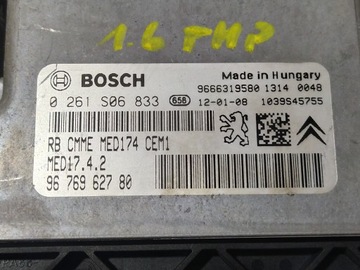 1.6 THP
BOSCH
Made in Hungary
9666319580 1314 0048
0 261 S06 833 658 12-01-08 1039S45755
RB CMME MED174 CEM1
MED17.4.2
96 769 627 80